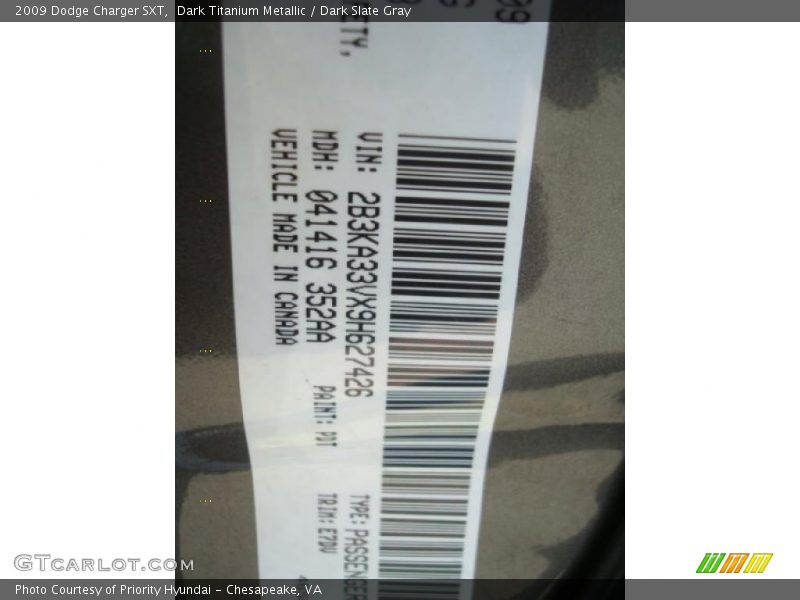 2009 Dodge Charger SXT, Dark Titanium Metallic / Dark Slate Gray
VIN: 2B3KA33VX9H627426
TYPE: PASSENGER
MDH: 041416 352AA
PAINT: PDT
TRIM: E7DV
VEHICLE MADE IN CANADA
GTCarLot.com
Photo Courtesy of Priority Hyundai - Chesapeake, VA